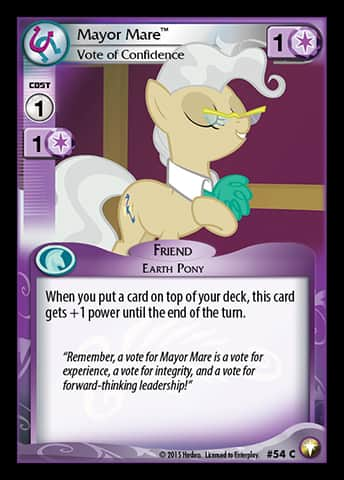 Mayor Mare™
Vote of Confidence
1
COST
1
1
FRIEND
EARTH PONY
When you put a card on top of your deck, this card
gets +1 power until the end of the turn.
“Remember, a vote for Mayor Mare is a vote for
experience, a vote for integrity, and a vote for
forward-thinking leadership!”
© 2015 Hasbro. Licensed to Enterplay. #54 C